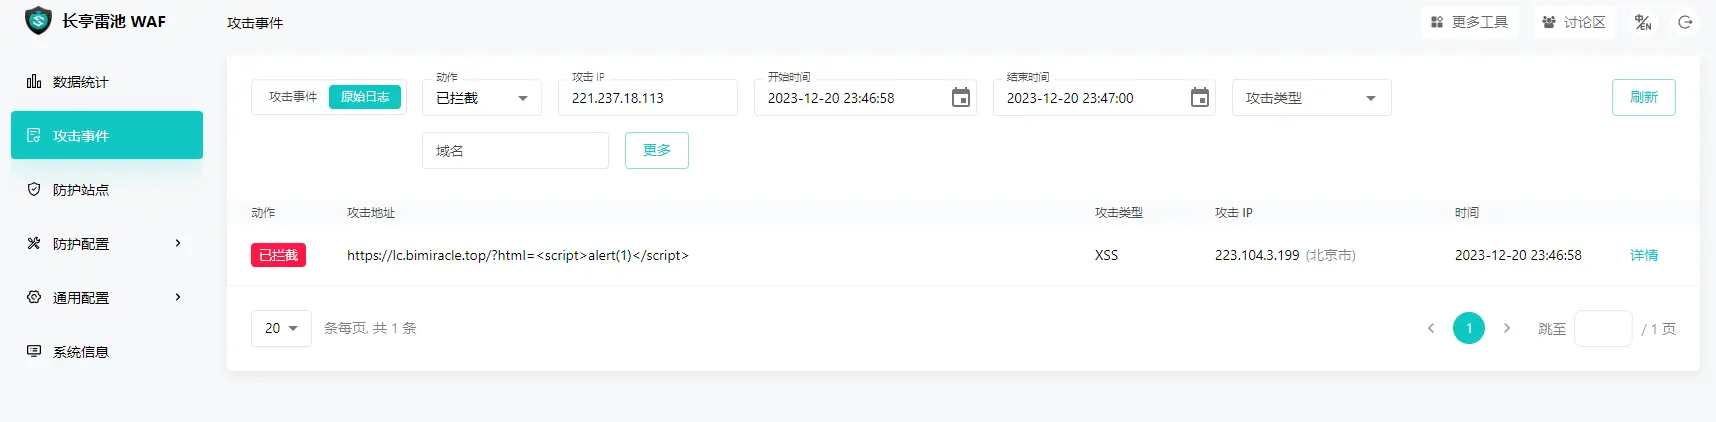 长亭雷池 WAF
攻击事件
更多工具
讨论区
中/EN
数据统计
攻击事件
防护站点
防护配置
通用配置
系统信息
攻击事件 原始日志
动作
已拦截
攻击 IP
221.237.18.113
开始时间
2023-12-20 23:46:58
结束时间
2023-12-20 23:47:00
攻击类型
刷新
域名
更多
动作 攻击地址 攻击类型 攻击 IP 时间
已拦截 https://lc.bimiracle.top/?html=<script>alert(1)</script> XSS 223.104.3.199 (北京市) 2023-12-20 23:46:58 详情
20 条每页, 共 1 条 1 跳至 / 1 页